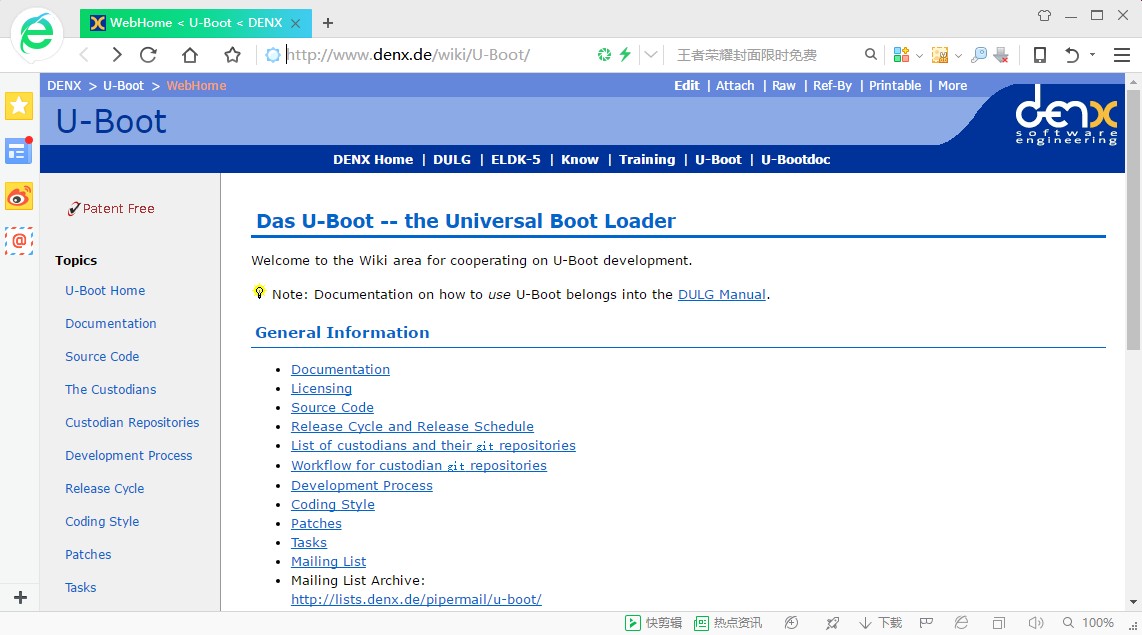 WebHome < U-Boot < DENX
http://www.denx.de/wiki/U-Boot/
王者荣耀封面限时免费
DENX > U-Boot > WebHome
Edit | Attach | Raw | Ref-By | Printable | More
U-Boot
denx
software
engineering
DENX Home | DULG | ELDK-5 | Know | Training | U-Boot | U-Bootdoc
Patent Free
Topics
U-Boot Home
Documentation
Source Code
The Custodians
Custodian Repositories
Development Process
Release Cycle
Coding Style
Patches
Tasks
Das U-Boot -- the Universal Boot Loader
Welcome to the Wiki area for cooperating on U-Boot development.
Note: Documentation on how to use U-Boot belongs into the DULG Manual.
General Information
Documentation
Licensing
Source Code
Release Cycle and Release Schedule
List of custodians and their git repositories
Workflow for custodian git repositories
Development Process
Coding Style
Patches
Tasks
Mailing List
Mailing List Archive:
http://lists.denx.de/pipermail/u-boot/
快剪辑 热点资讯 下载 100%